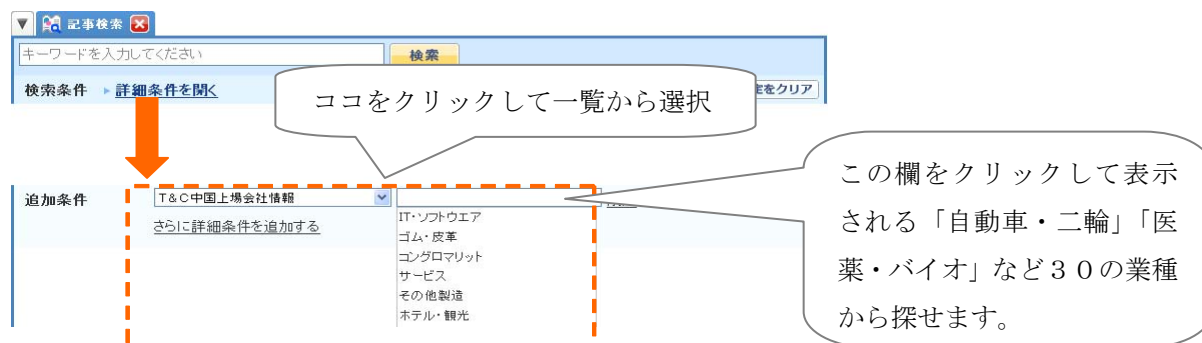 記事検索
キーワードを入力してください
検索
検索条件
詳細条件を開く
をクリア
ココをクリックして一覧から選択
追加条件
T&C中国上場会社情報
さらに詳細条件を追加する
IT・ソフトウエア
ゴム・皮革
コングロマリット
サービス
その他製造
ホテル・観光
この欄をクリックして表示
される「自動車・二輪」「医
薬・バイオ」など３０の業種
から探せます。